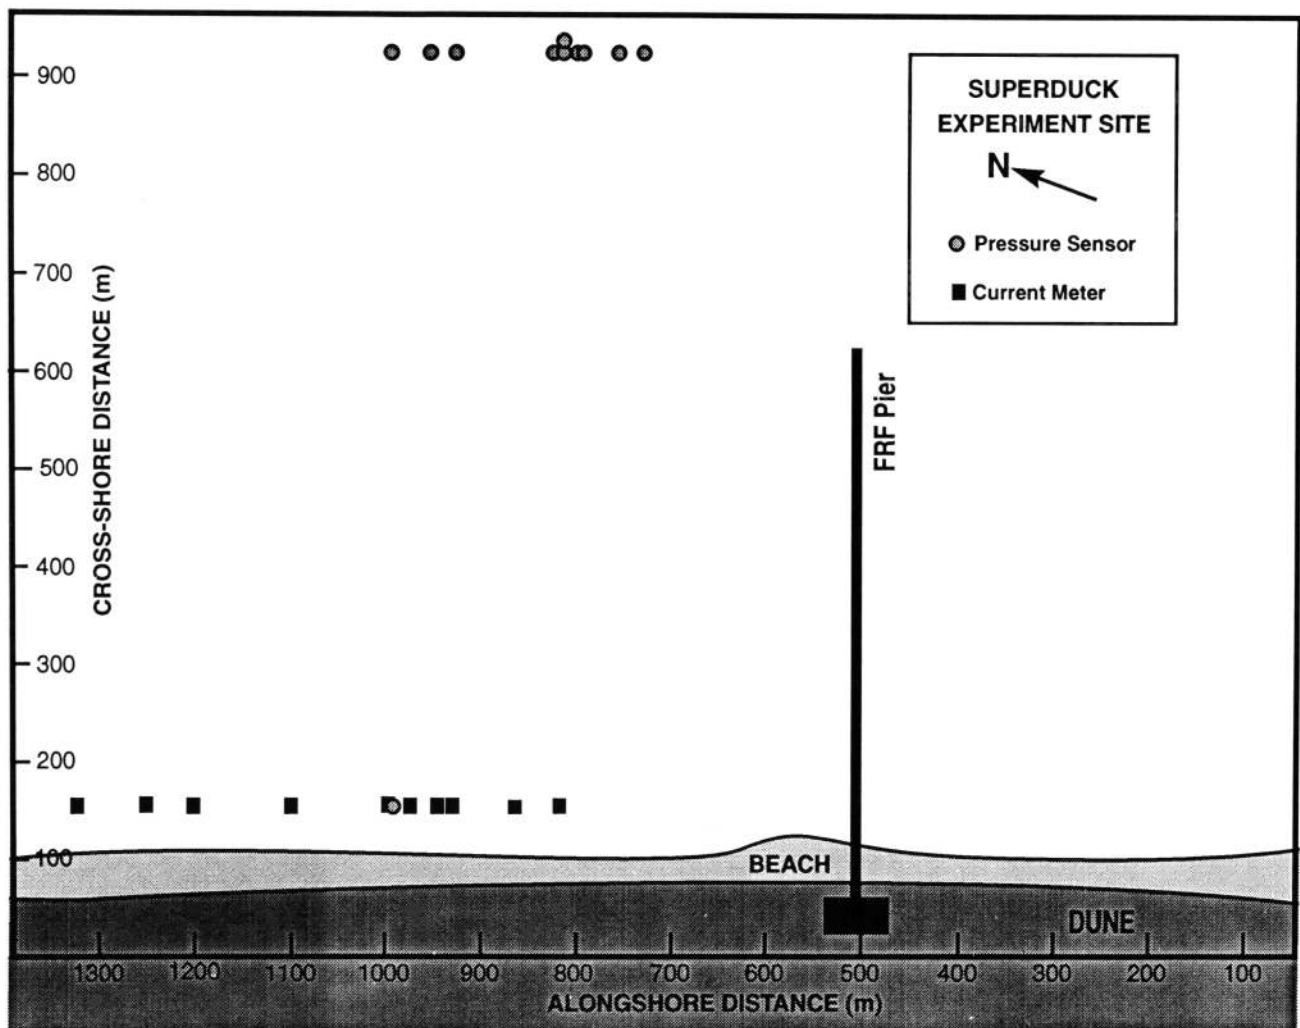 900
800
700
600
500
400
300
200
100
CROSS-SHORE DISTANCE (m)
SUPERDUCK
EXPERIMENT SITE
N
Pressure Sensor
Current Meter
FRF Pier
BEACH
DUNE
1300 1200 1100 1000 900 800 700 600 500 400 300 200 100
ALONGSHORE DISTANCE (m)